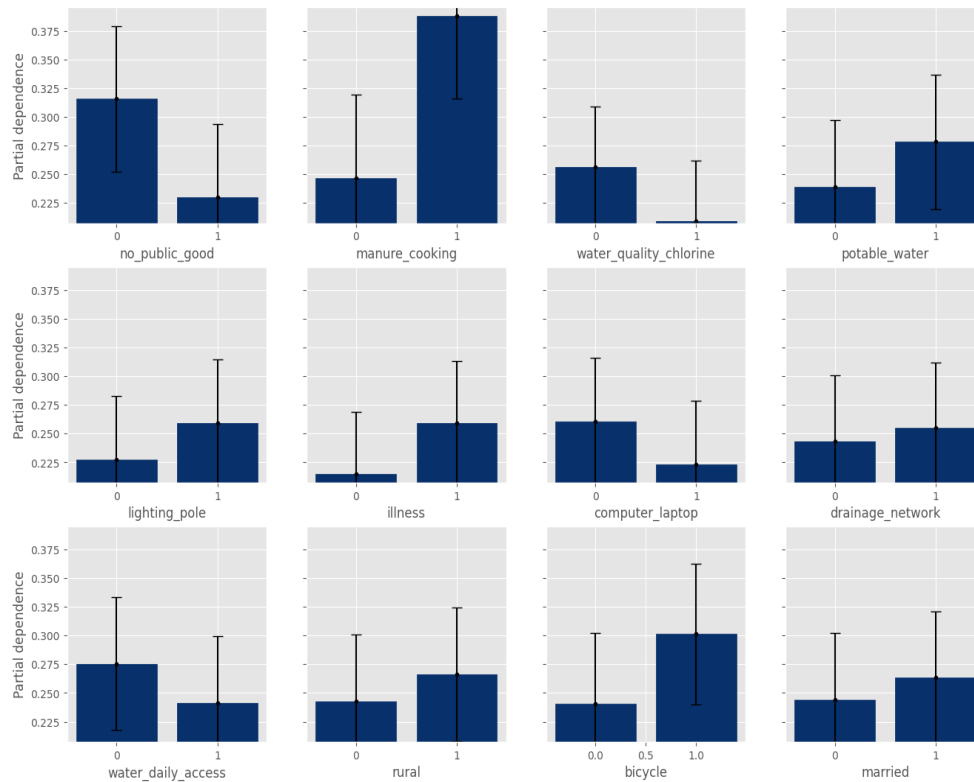 Partial dependence
0.375
0.350
0.325
0.300
0.275
0.250
0.225
0 1
no_public_good
0 1
manure_cooking
0 1
water_quality_chlorine
0 1
potable_water
Partial dependence
0.375
0.350
0.325
0.300
0.275
0.250
0.225
0 1
lighting_pole
0 1
illness
0 1
computer_laptop
0 1
drainage_network
Partial dependence
0.375
0.350
0.325
0.300
0.275
0.250
0.225
0 1
water_daily_access
0 1
rural
0.0 0.5 1.0
bicycle
0 1
married